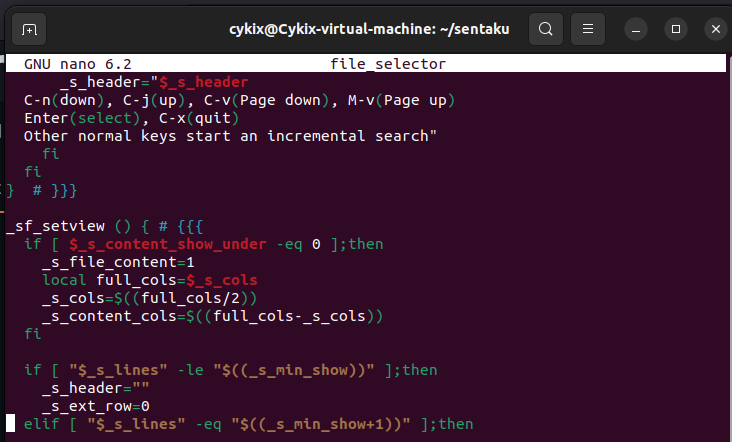 cykix@Cykix-virtual-machine: ~/sentaku
GNU nano 6.2 file_selector
_s_header="$_s_header
C-n(down), C-j(up), C-v(Page down), M-v(Page up)
Enter(select), C-x(quit)
Other normal keys start an incremental search"
fi
fi
} # }}}
_sf_setview () { # {{{
if [ $_s_content_show_under -eq 0 ];then
_s_file_content=1
local full_cols=$_s_cols
_s_cols=$((full_cols/2))
_s_content_cols=$((full_cols-_s_cols))
fi
if [ "$_s_lines" -le "$((_s_min_show))" ];then
_s_header=""
_s_ext_row=0
elif [ "$_s_lines" -eq "$((_s_min_show+1))" ];then